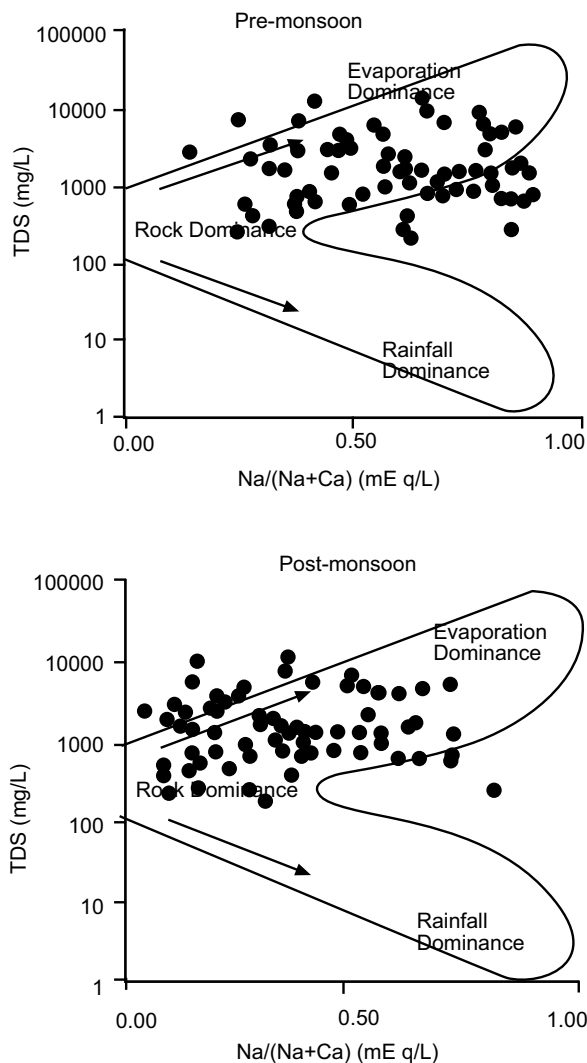 Pre-monsoon
100000
10000
1000
100
10
1
TDS (mg/L)
Evaporation
Dominance
Rock Dominance
Rainfall
Dominance
0.00
0.50
1.00
Na/(Na+Ca) (mE q/L)
Post-monsoon
100000
10000
1000
100
10
1
TDS (mg/L)
Evaporation
Dominance
Rock Dominance
Rainfall
Dominance
0.00
0.50
1.00
Na/(Na+Ca) (mE q/L)